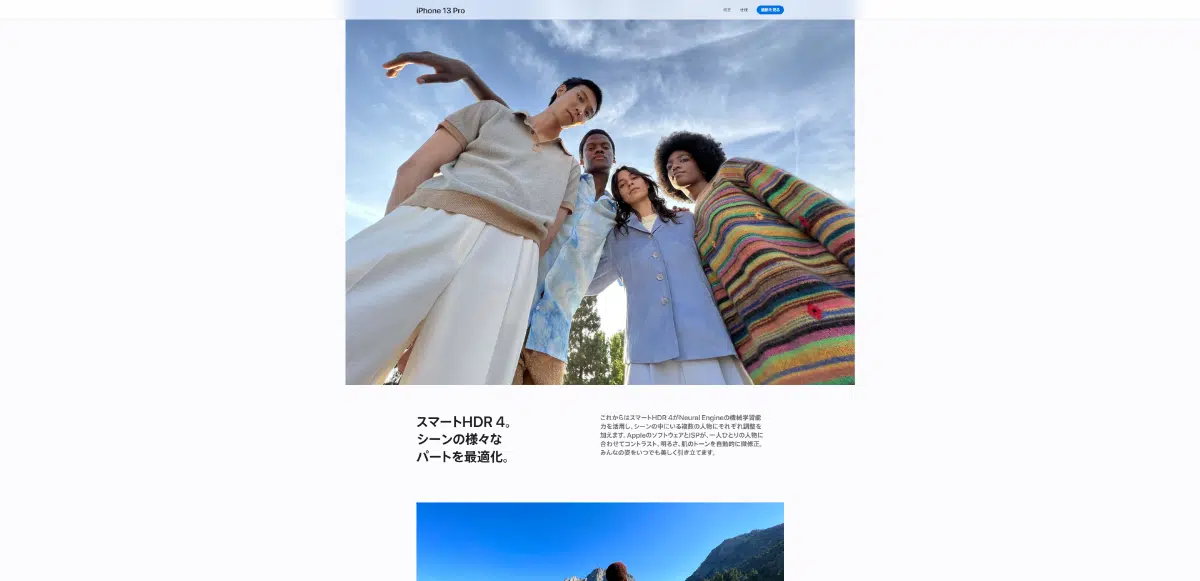 iPhone 13 Pro
概要
仕様
価格を見る
スマートHDR 4。
シーンの様々な
パートを最適化。
これからはスマートHDR 4がNeural Engineの機械学習能
力を活用し、シーンの中にいる複数の人物にそれぞれ調整を
加えます。AppleのソフトウェアとISPが、一人ひとりの人物に
合わせてコントラスト、明るさ、肌のトーンを自動的に微修正。
みんなの姿をいつでも美しく引き立てます。